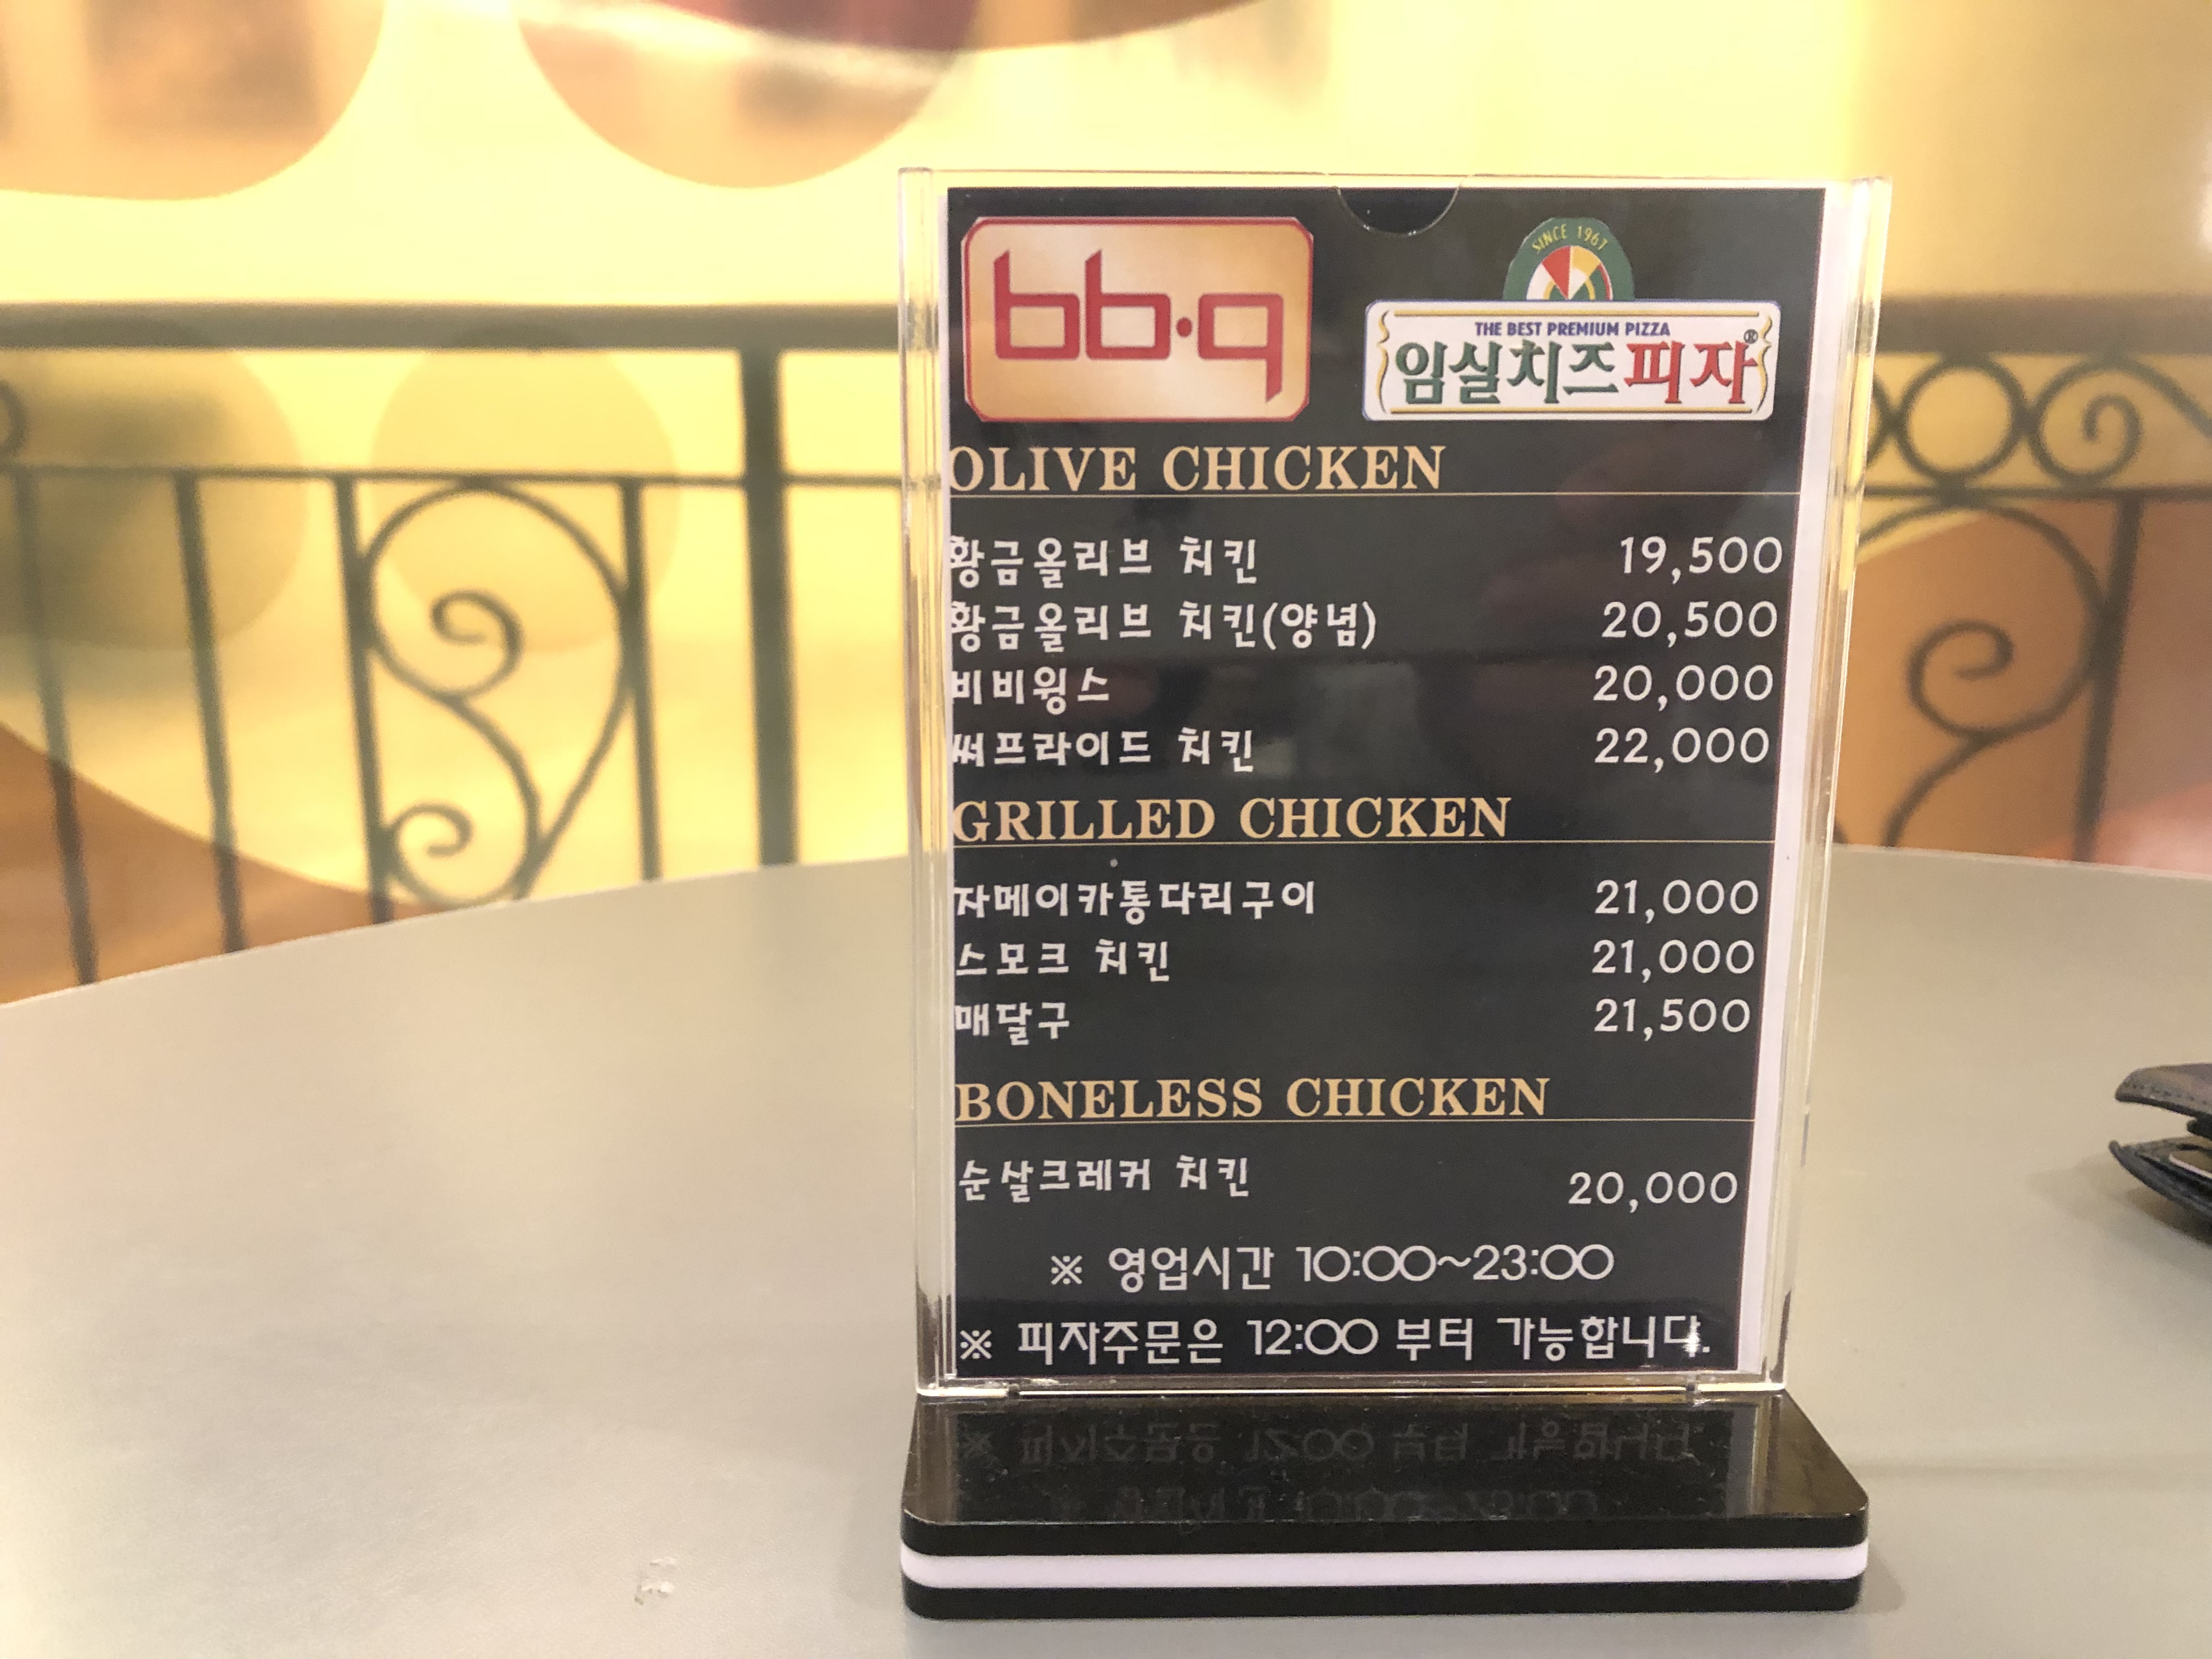 bb.q
SINCE 1967
THE BEST PREMIUM PIZZA
임실치즈피자®
OLIVE CHICKEN
황금올리브 치킨 19,500
황금올리브 치킨(양념) 20,500
비비윙스 20,000
써프라이드 치킨 22,000
GRILLED CHICKEN
자메이카통다리구이 21,000
스모크 치킨 21,000
매달구 21,500
BONELESS CHICKEN
순살크레커 치킨 20,000
※ 영업시간 10:00~23:00
※ 피자주문은 12:00 부터 가능합니다.